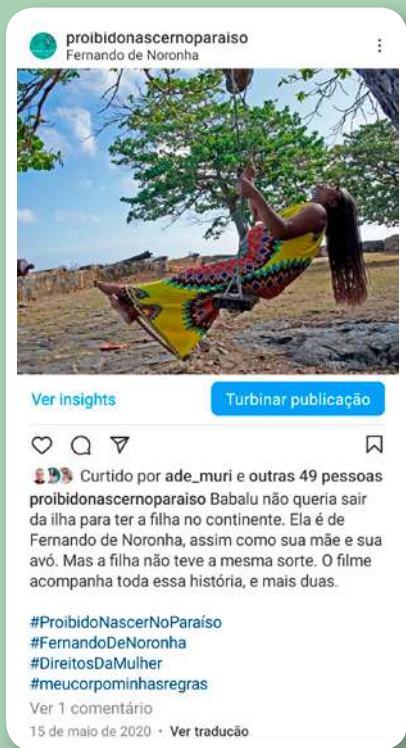 proibidonascernoparaiso
Fernando de Noronha
Ver insights
Turbinar publicação
Curtido por ade_muri e outras 49 pessoas
proibidonascernoparaiso Babalu não queria sair
da ilha para ter a filha no continente. Ela é de
Fernando de Noronha, assim como sua mãe e sua
avó. Mas a filha não teve a mesma sorte. O filme
acompanha toda essa história, e mais duas.
#ProibidoNascerNoParaíso
#FernandoDeNoronha
#DireitosDaMulher
#meucorpominhasregras
Ver 1 comentário
15 de maio de 2020 • Ver tradução